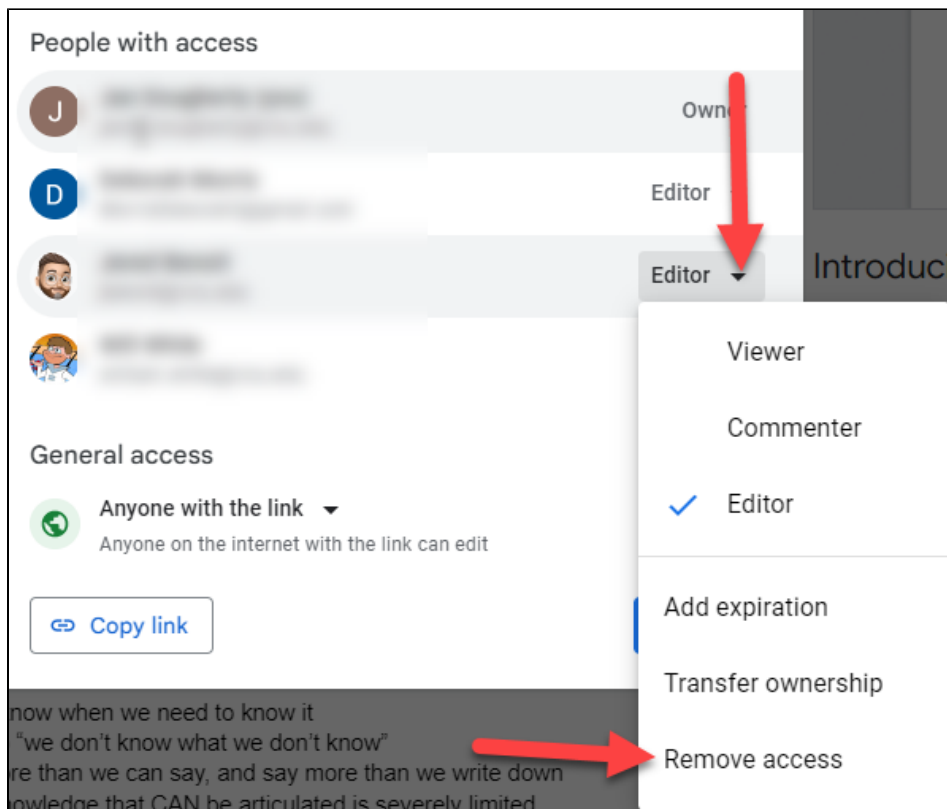 People with access
J
Owner
D
Editor
Editor
Introduc
Viewer
Commenter
Editor
General access
Anyone with the link
Anyone on the internet with the link can edit
Add expiration
Copy link
Transfer ownership
Remove access
now when we need to know it
“we don’t know what we don’t know”
re than we can say, and say more than we write down
owledge that CAN be articulated is severely limited